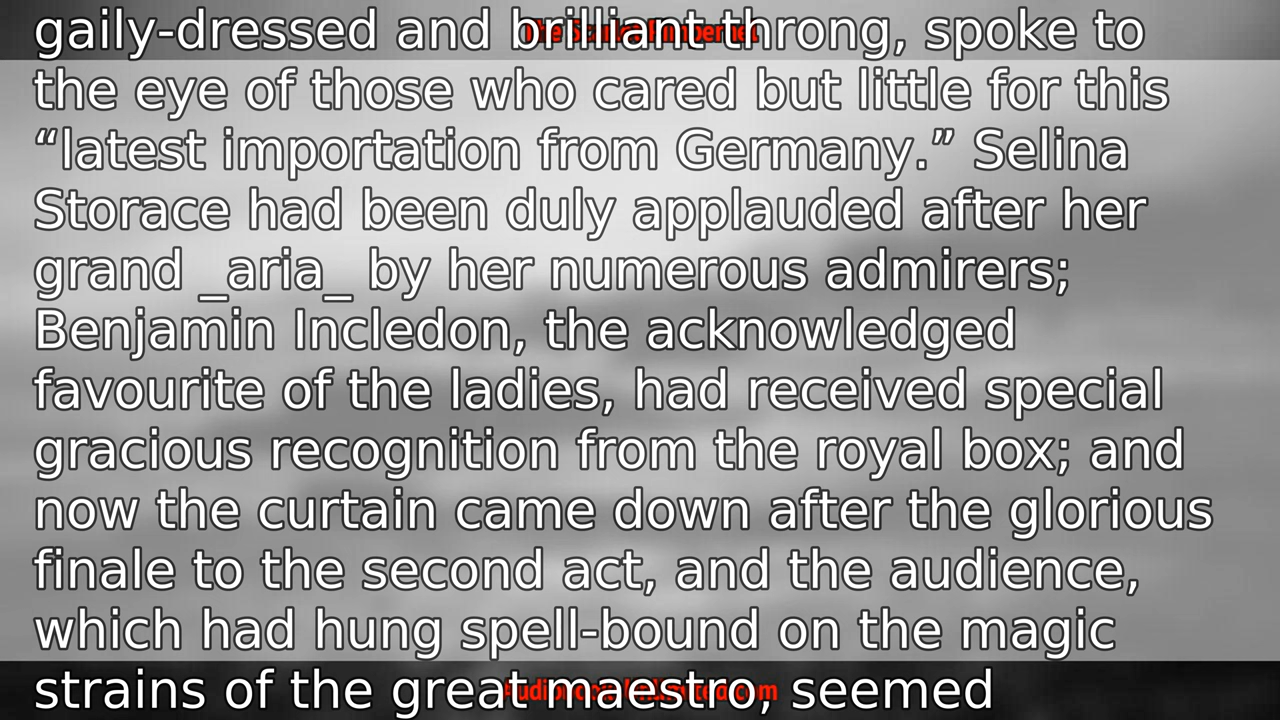 gaily-dressed and brilliant throng, spoke to
the eye of those who cared but little for this
“latest importation from Germany.” Selina
Storace had been duly applauded after her
grand _aria_ by her numerous admirers;
Benjamin Incledon, the acknowledged
favourite of the ladies, had received special
gracious recognition from the royal box; and
now the curtain came down after the glorious
finale to the second act, and the audience,
which had hung spell-bound on the magic
strains of the great maestro, seemed